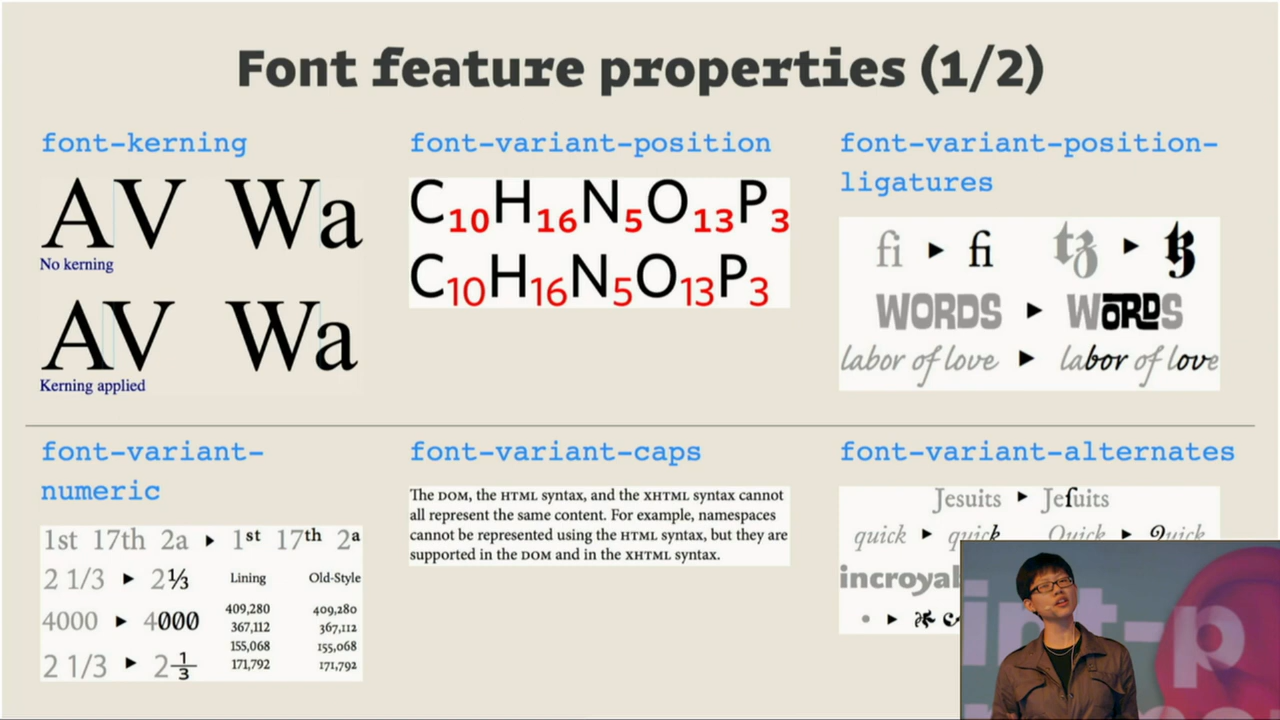 Font feature properties (1/2)
font-kerning
AV Wa
No kerning
AV Wa
Kerning applied
font-variant-position
C₁₀H₁₆N₅O₁₃P₃
C₁₀H₁₆N₅O₁₃P₃
font-variant-position-
ligatures
fi ▸ fi tz ▸ tz
WORDS ▸ WORDS
labor of love ▸ labor of love
font-variant-
numeric
1st 17th 2a ▸ 1ˢᵗ 17ᵗʰ 2ᵃ
2 1/3 ▸ 2⅓
4000 ▸ 4000
2 1/3 ▸ 2⅓
Lining Old-Style
409,280 409,280
367,112 367,112
155,068 155,068
171,792 171,792
font-variant-caps
The DOM, the HTML syntax, and the XHTML syntax cannot
all represent the same content. For example, namespaces
cannot be represented using the HTML syntax, but they are
supported in the DOM and in the XHTML syntax.
font-variant-alternates
Jesuits ▸ Jeſuits
quick ▸ quick Quick ▸ Quick
incroyab
int-p